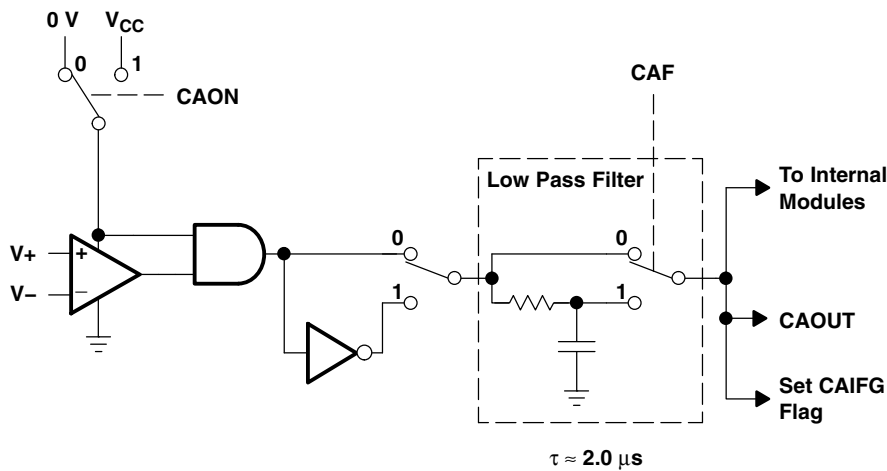 0 V VCC
0 1
CAON
CAF
Low Pass Filter
To Internal
Modules
V+ +
V− −
0 0
1 1
CAOUT
Set CAIFG
Flag
τ ≈ 2.0 μs